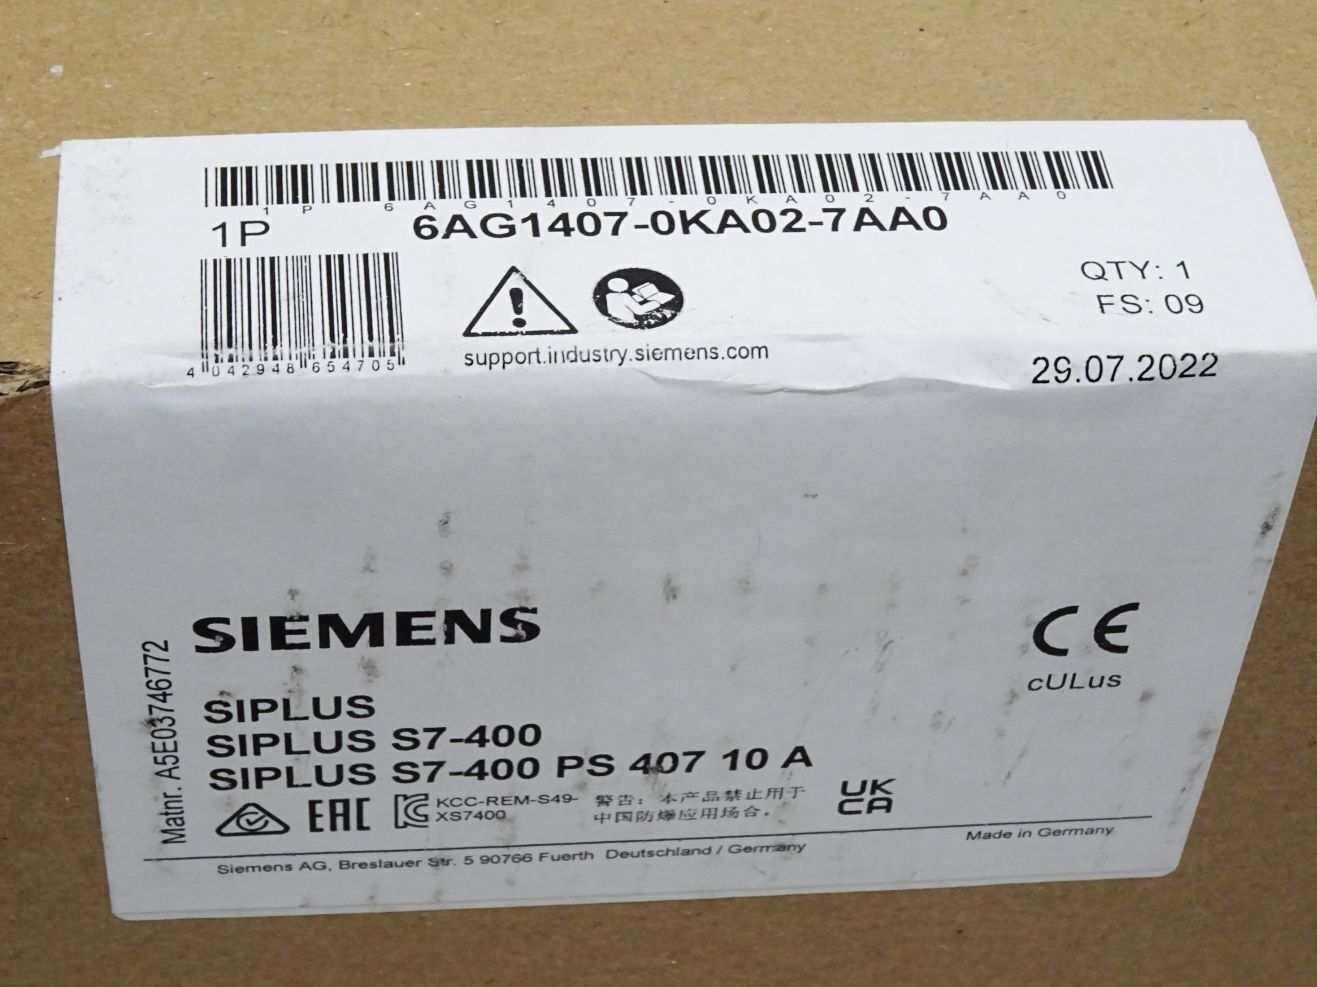 1P 6AG1407-0KA02-7AA0
1P 6AG1407-0KA02-7AA0
4 042948 654705
support.industry.siemens.com
QTY: 1
FS: 09
29.07.2022
SIEMENS
CE
cULus
Matnr. A5E03746772
SIPLUS
SIPLUS S7-400
SIPLUS S7-400 PS 407 10 A
EAC
KCC-REM-S49-
XS7400
警告：本产品禁止用于
中国防爆应用场合。
UK
CA
Made in Germany
Siemens AG, Breslauer Str. 5 90766 Fuerth Deutschland / Germany